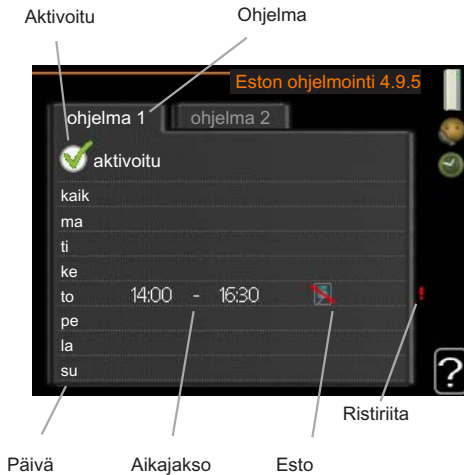 Aktivoitu Ohjelma
Eston ohjelmointi 4.9.5
ohjelma 1 ohjelma 2
aktivoitu
kaik
ma
ti
ke
to 14:00 - 16:30 !
pe
la
su
?
Ristiriita
Päivä Aikajakso Esto